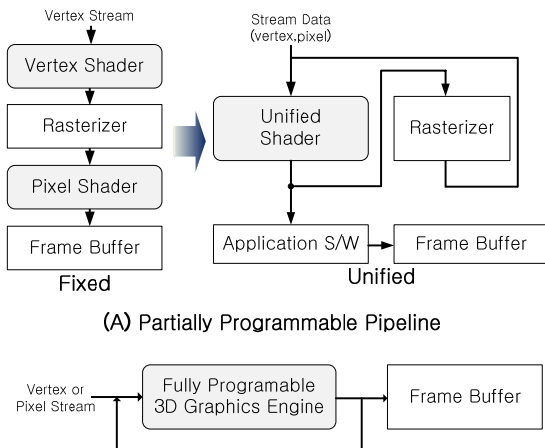 Vertex Stream
Vertex Shader
Rasterizer
Pixel Shader
Frame Buffer
Fixed
Stream Data
(vertex,pixel)
Unified
Shader
Rasterizer
Application S/W
Frame Buffer
Unified
(A) Partially Programmable Pipeline
Vertex or
Pixel Stream
Fully Programable
3D Graphics Engine
Frame Buffer